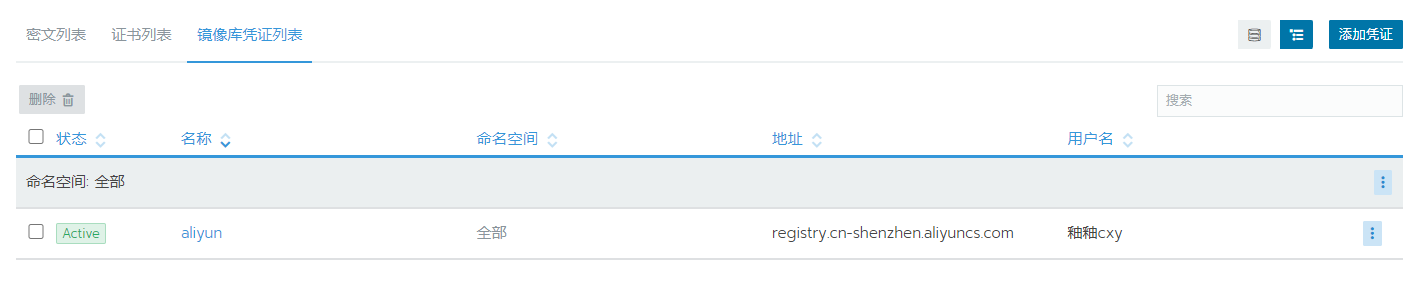 密文列表 证书列表 镜像库凭证列表 添加凭证
删除 搜索
状态 名称 命名空间 地址 用户名
命名空间: 全部
Active aliyun 全部 registry.cn-shenzhen.aliyuncs.com 秞秞cxy